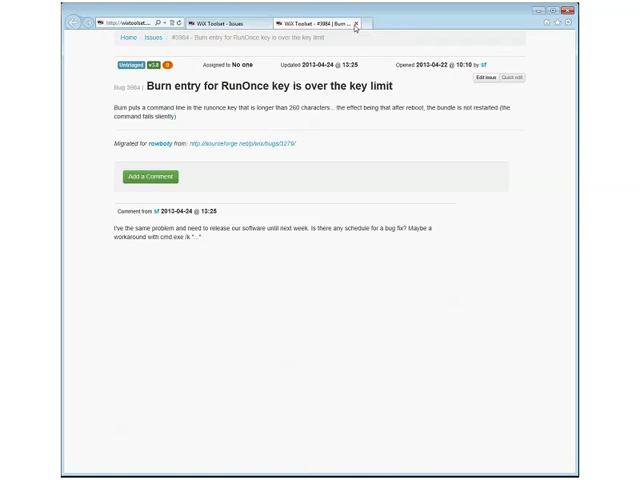 http://wixtoolset....
WiX Toolset - Issues
WiX Toolset - #3984 | Burn ...
Home
Issues
#3984 - Burn entry for RunOnce key is over the key limit
Untriaged v3.8 0
Assigned to No one
Updated 2013-04-24 @ 13:25
Opened 2013-04-22 @ 10:10 by sf
Edit issue Quick edit
Bug 3984 | Burn entry for RunOnce key is over the key limit
Burn puts a command line in the runonce key that is longer than 260 characters... the effect being that after reboot, the bundle is not restarted (the
command fails silently)
Migrated for rowboty from: http://sourceforge.net/p/wix/bugs/3279/
Add a Comment
Comment from sf 2013-04-24 @ 13:25
I've the same problem and need to release our software until next week. Is there any schedule for a bug fix? Maybe a
workaround with cmd.exe /k "..."